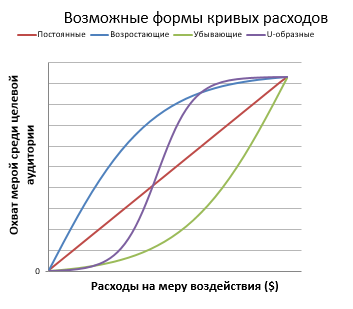 Возможные формы кривых расходов
Постоянные Возростающие Убывающие U-образные
Охват мерой среди целевой
аудитории
0
Расходы на меру воздействия ($)